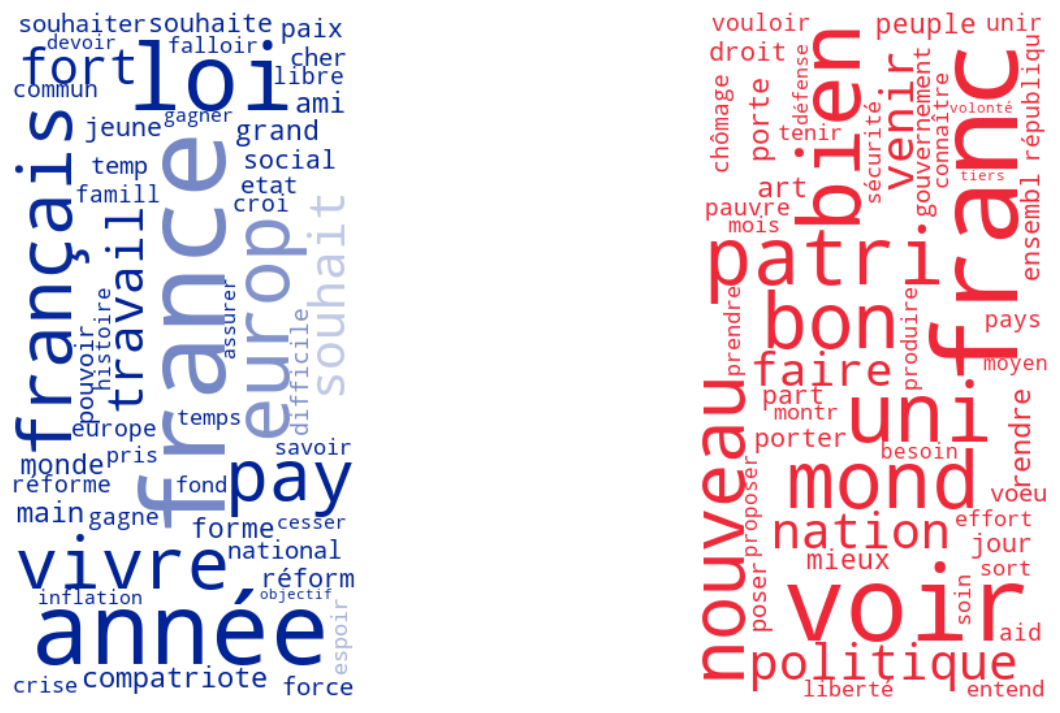 souhaiter souhaite paix
devoir falloir
fort loi cher
libre
commun ami
gagner
français jeune grand
temp social
famill etat
croi
travail france europ souhait
assurer
histoire
pouvoir difficile
temps
europe
savoir
monde pris
réforme fond pay
main gagne forme cesser
vivre national
réform
inflation objectif
année espoir
compatriote
crise force
vouloir peuple unir
droit bien défense
venir gouvernement franc républiqu
chômage porte connaître
volonté
tenir sécurité
tiers
art ensembl
pauvre
mois
patri
prendre bon produire pays
faire moyen
part
montr uni rendre
nouveau porter
besoin
mond
proposer voeu
nation effort
mieux jour
sort
poser voir soin
aid
politique
liberté entend